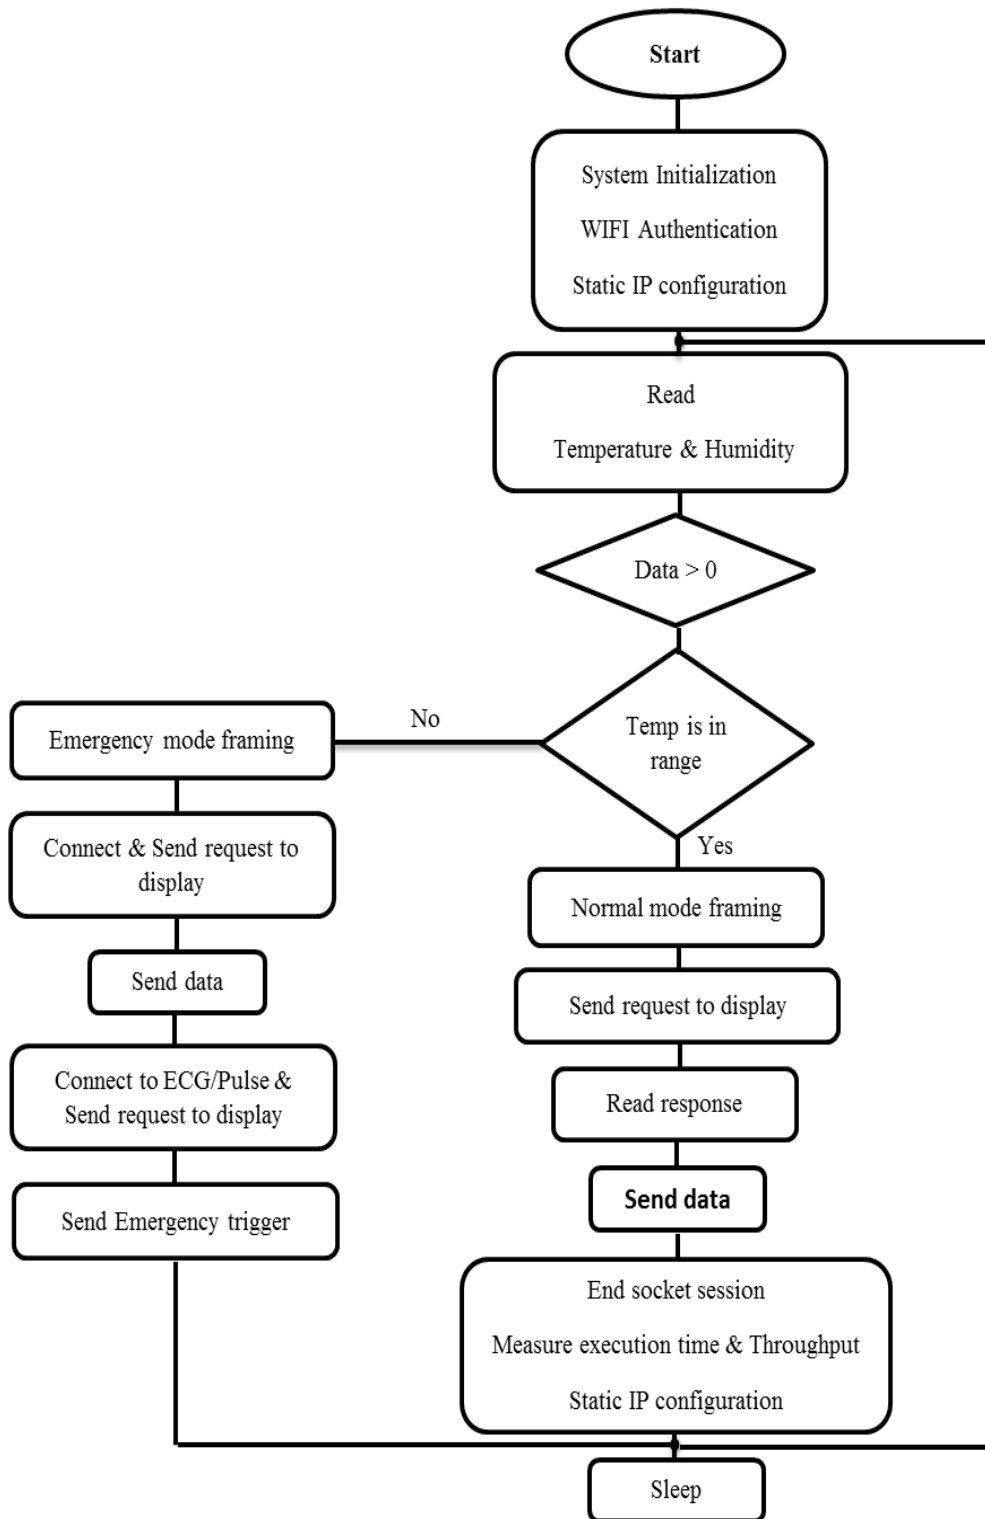 Start
System Initialization
WIFI Authentication
Static IP configuration
Read
Temperature & Humidity
Data > 0
Temp is in
range
No
Yes
Emergency mode framing
Connect & Send request to
display
Send data
Connect to ECG/Pulse &
Send request to display
Send Emergency trigger
Normal mode framing
Send request to display
Read response
Send data
End socket session
Measure execution time & Throughput
Static IP configuration
Sleep